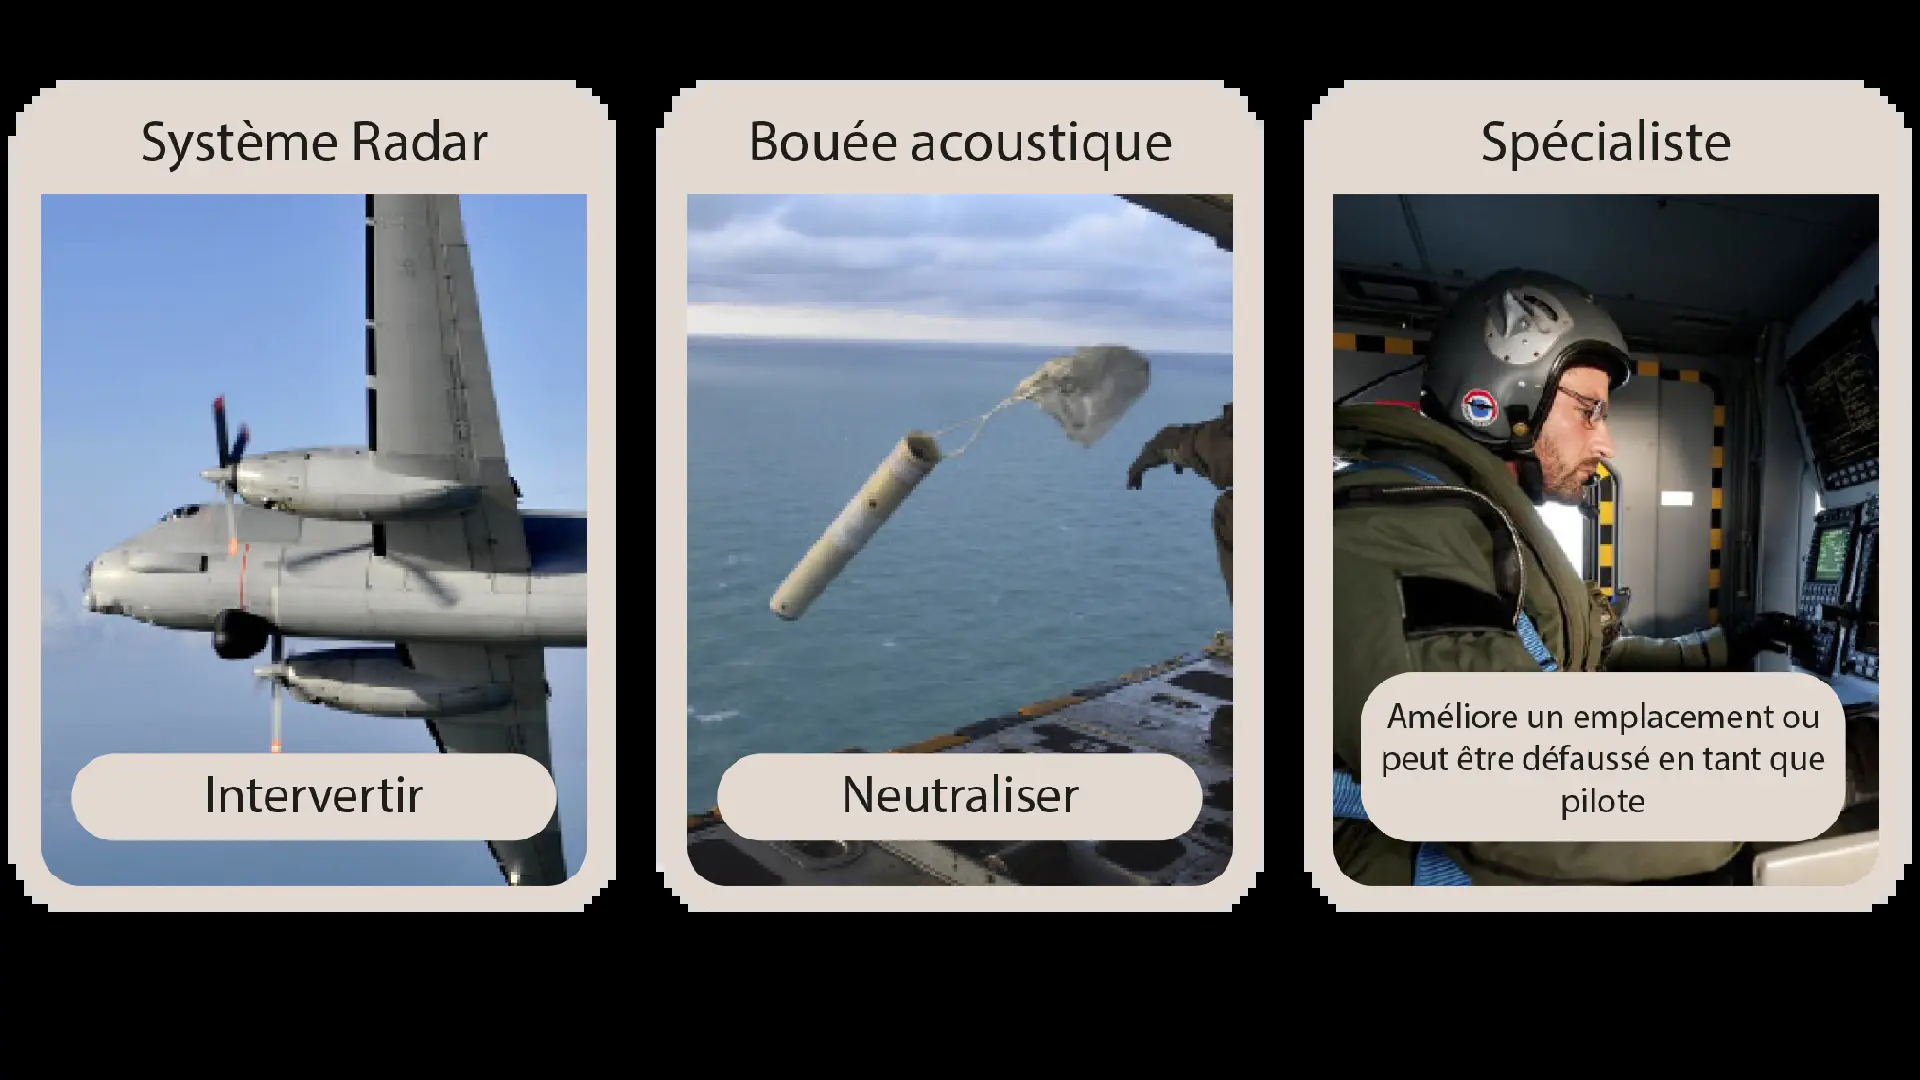 Système Radar
Intervertir
Bouée acoustique
Neutraliser
Spécialiste
Améliore un emplacement ou
peut être défaussé en tant que
pilote